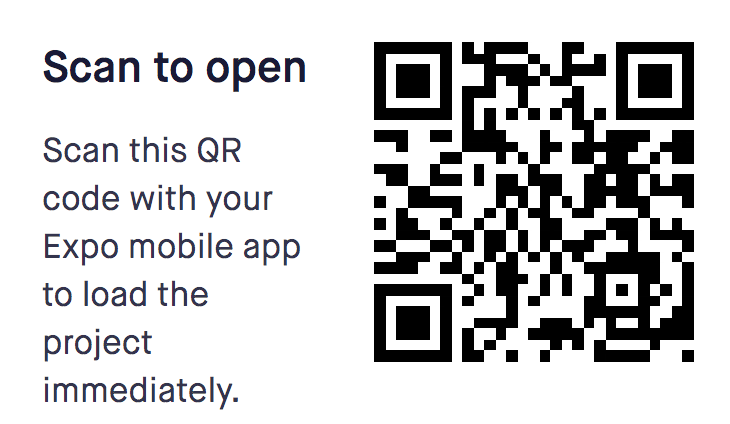 Scan to open
Scan this QR
code with your
Expo mobile app
to load the
project
immediately.